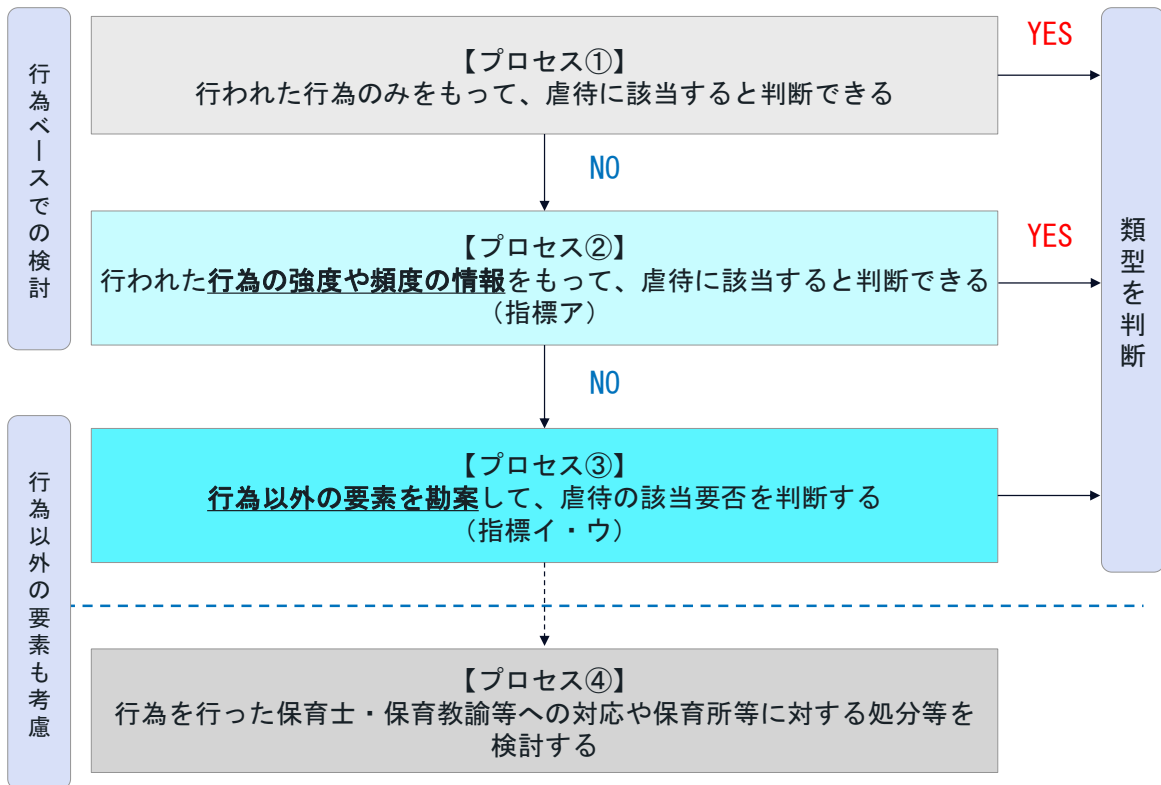 行為ベースでの検討
【プロセス①】
行われた行為のみをもって、虐待に該当すると判断できる
YES
NO
【プロセス②】
行われた行為の強度や頻度の情報をもって、虐待に該当すると判断できる
（指標ア）
YES
類型を判断
NO
行為以外の要素も考慮
【プロセス③】
行為以外の要素を勘案して、虐待の該当要否を判断する
（指標イ・ウ）
【プロセス④】
行為を行った保育士・保育教諭等への対応や保育所等に対する処分等を
検討する